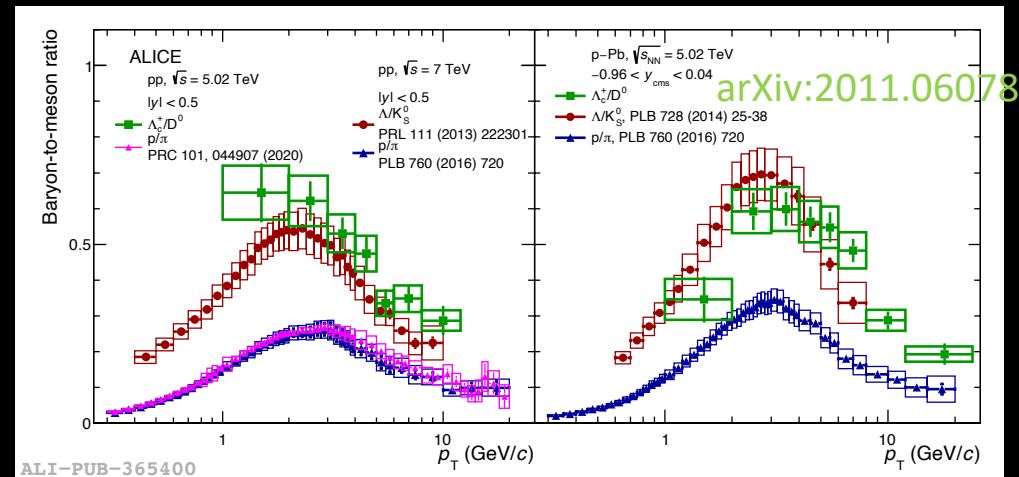 Baryon-to-meson ratio
1
0.5
0
ALICE
pp, √s = 5.02 TeV
|y| < 0.5
Λc+/D0
p/π
PRC 101, 044907 (2020)
pp, √s = 7 TeV
|y| < 0.5
Λ/K0S
PRL 111 (2013) 222301
p/π
PLB 760 (2016) 720
1
10
pT (GeV/c)
p−Pb, √sNN = 5.02 TeV
−0.96 < ycms < 0.04
arXiv:2011.06078
Λc+/D0
Λ/K0S, PLB 728 (2014) 25-38
p/π, PLB 760 (2016) 720
1
10
pT (GeV/c)
ALI-PUB-365400